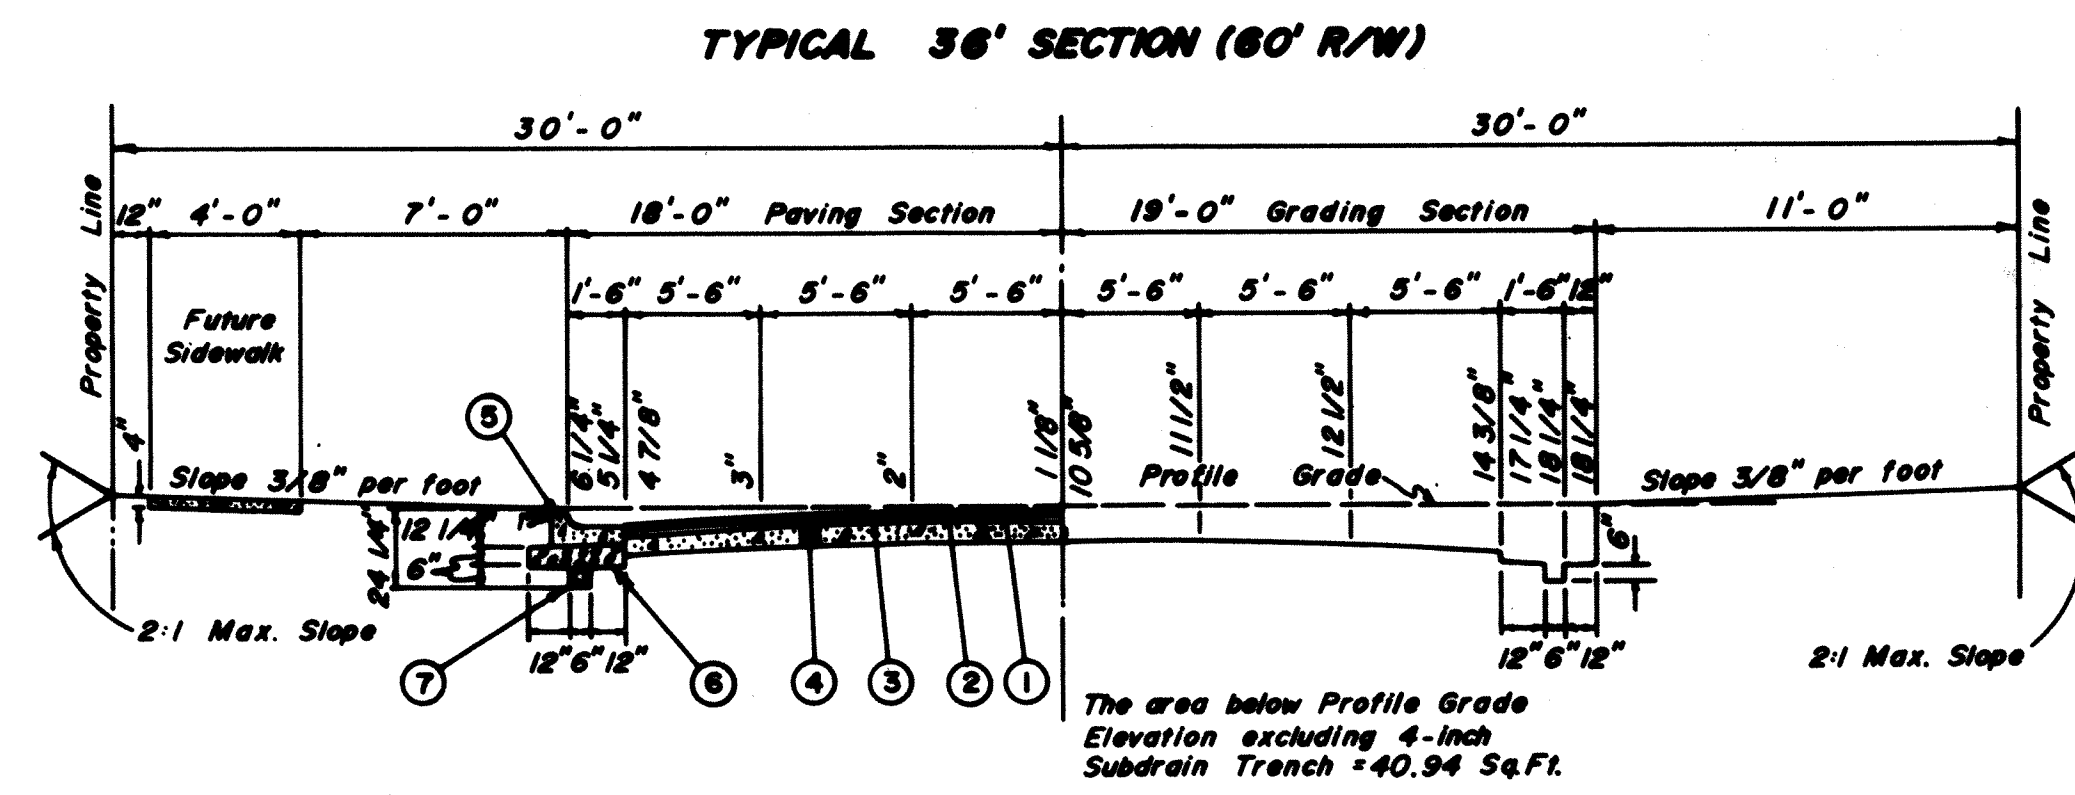 TYPICAL 36' SECTION (60' R/W)
30'-0" 30'-0"
12" 4'-0" 7'-0" 18'-0" Paving Section 19'-0" Grading Section 11'-0"
1'-6" 5'-6" 5'-6" 5'-6" 5'-6" 5'-6" 5'-6" 1'-6" 12"
Property Line
Future
Sidewalk
4"
5
6 1/4"
5 1/4"
4 7/8"
3"
2"
1 1/8"
10 5/8"
11 1/2"
12 1/2"
14 3/8"
17 1/4"
18 1/4"
18 1/4"
Property Line
Slope 3/8" per foot
Profile Grade
Slope 3/8" per foot
24 1/4"
12 1/4"
6"
6"
2:1 Max. Slope
12" 6" 12"
12" 6" 12"
2:1 Max. Slope
7 6 4 3 2 1
The area below Profile Grade
Elevation excluding 4-inch
Subdrain Trench =40.94 Sq.Ft.